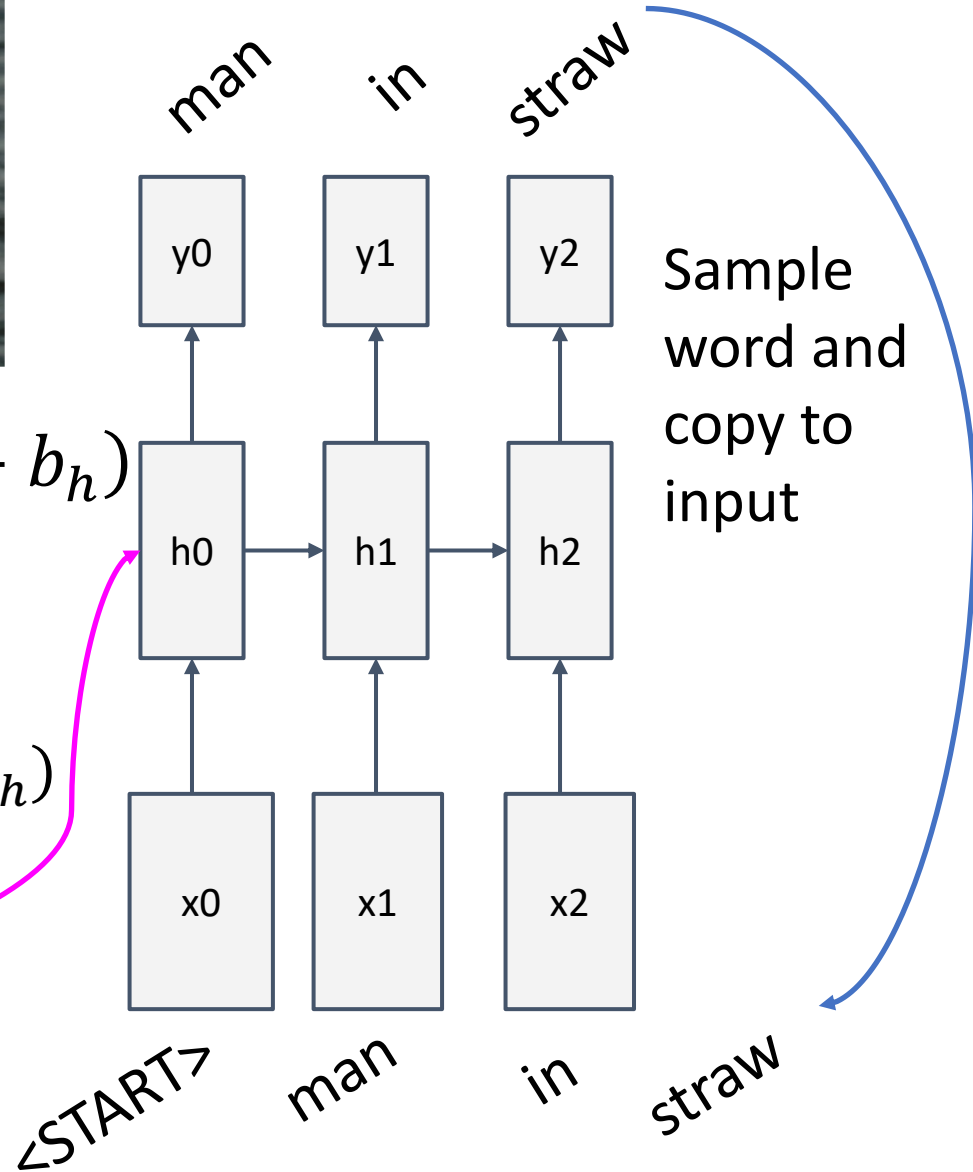 man in straw
y0 y1 y2
Sample
word and
copy to
input
b_h)
h0 h1 h2
h)
x0 x1 x2
<START> man in straw